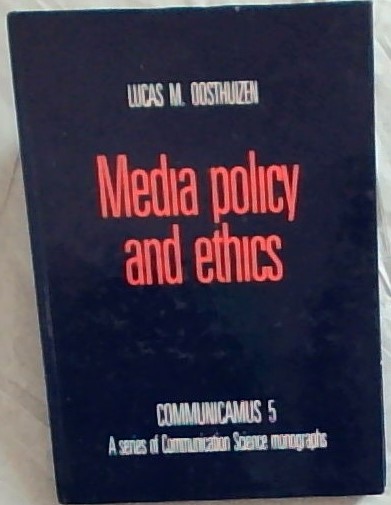 LUCAS M. OOSTHUIZEN
Media policy
and ethics
COMMUNICAMUS 5
A series of Communication Science monographs